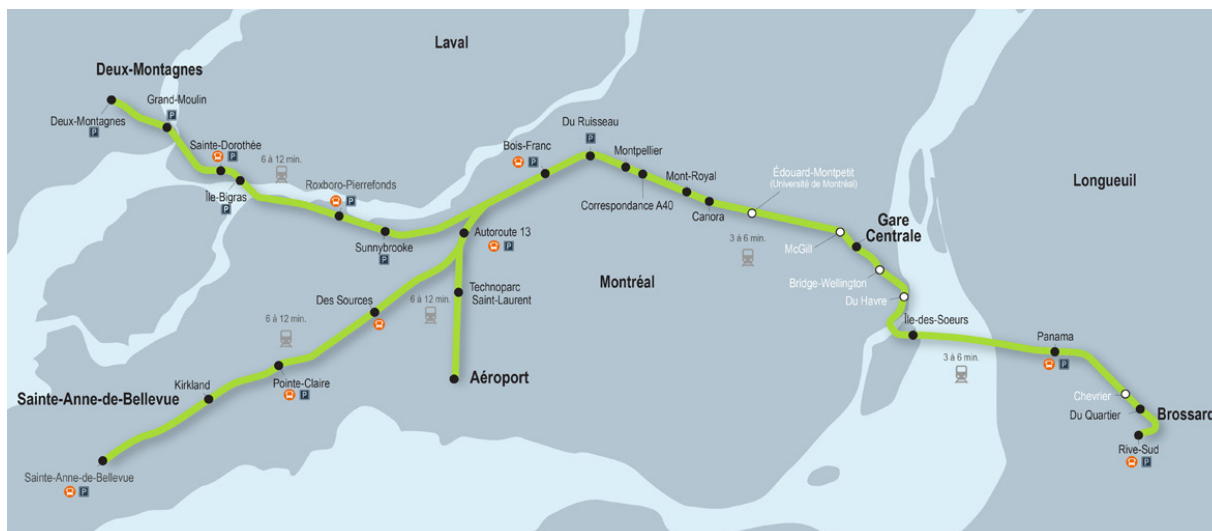 Laval
Deux-Montagnes
Grand-Moulin
P
Deux-Montagnes
P
Sainte-Dorothée
P
Île-Bigras
P
6 à 12 min.
Roxboro-Pierrefonds
P
Sunnybrooke
P
Bois-Franc
P
Du Ruisseau
P
Montpellier
Correspondance A40
Mont-Royal
Canora
Édouard-Montpetit
(Université de Montréal)
3 à 6 min.
McGill
Gare
Centrale
Longueuil
Bridge-Wellington
Du Havre
Île-des-Soeurs
3 à 6 min.
Panama
P
Chevrier
Du Quartier
Brossard
Rive-Sud
P
Montréal
Autoroute 13
P
Technoparc
Saint-Laurent
6 à 12 min.
Aéroport
Des Sources
6 à 12 min.
Pointe-Claire
P
Kirkland
Sainte-Anne-de-Bellevue
Sainte-Anne-de-Bellevue
P